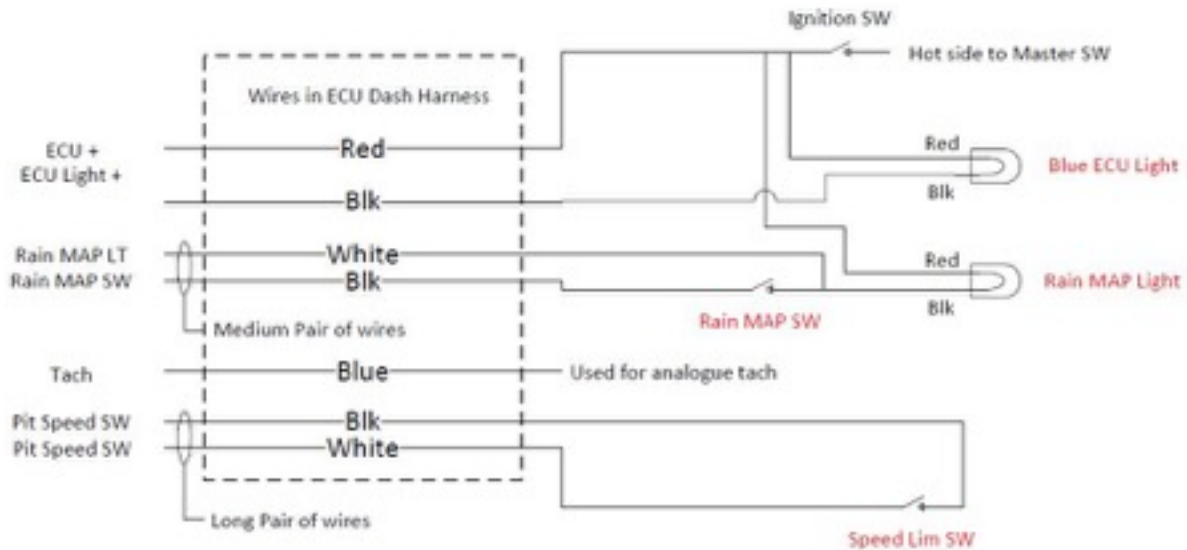 Ignition SW
Hot side to Master SW
Wires in ECU Dash Harness
ECU +
ECU Light +
Red
Blk
Red
Blk
Blue ECU Light
Rain MAP LT
Rain MAP SW
White
Blk
Red
Blk
Rain MAP Light
Rain MAP SW
Medium Pair of wires
Tach
Blue
Used for analogue tach
Pit Speed SW
Pit Speed SW
Blk
White
Long Pair of wires
Speed Lim SW